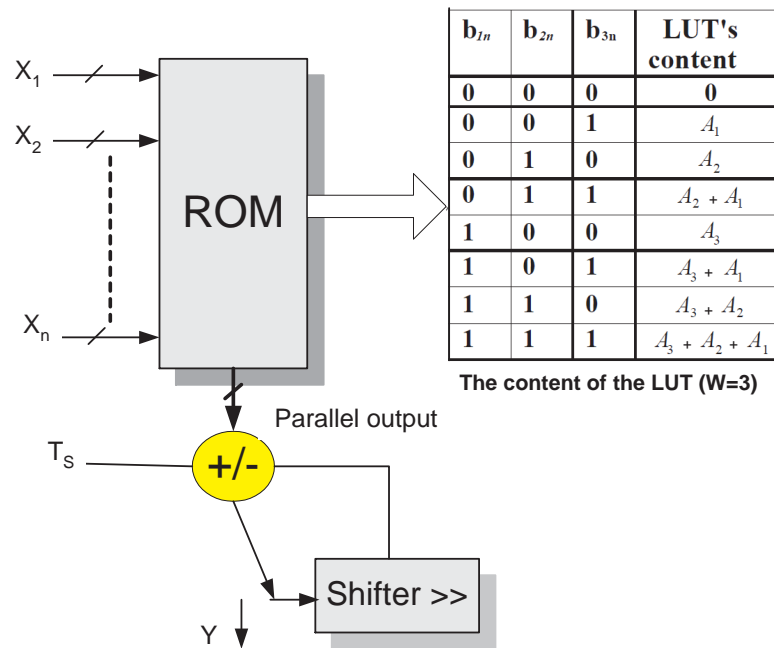 X1
X2
Xn
ROM
b1n b2n b3n LUT's content
0 0 0 0
0 0 1 A1
0 1 0 A2
0 1 1 A2 + A1
1 0 0 A3
1 0 1 A3 + A1
1 1 0 A3 + A2
1 1 1 A3 + A2 + A1
The content of the LUT (W=3)
Parallel output
TS
+/-
Shifter >>
Y